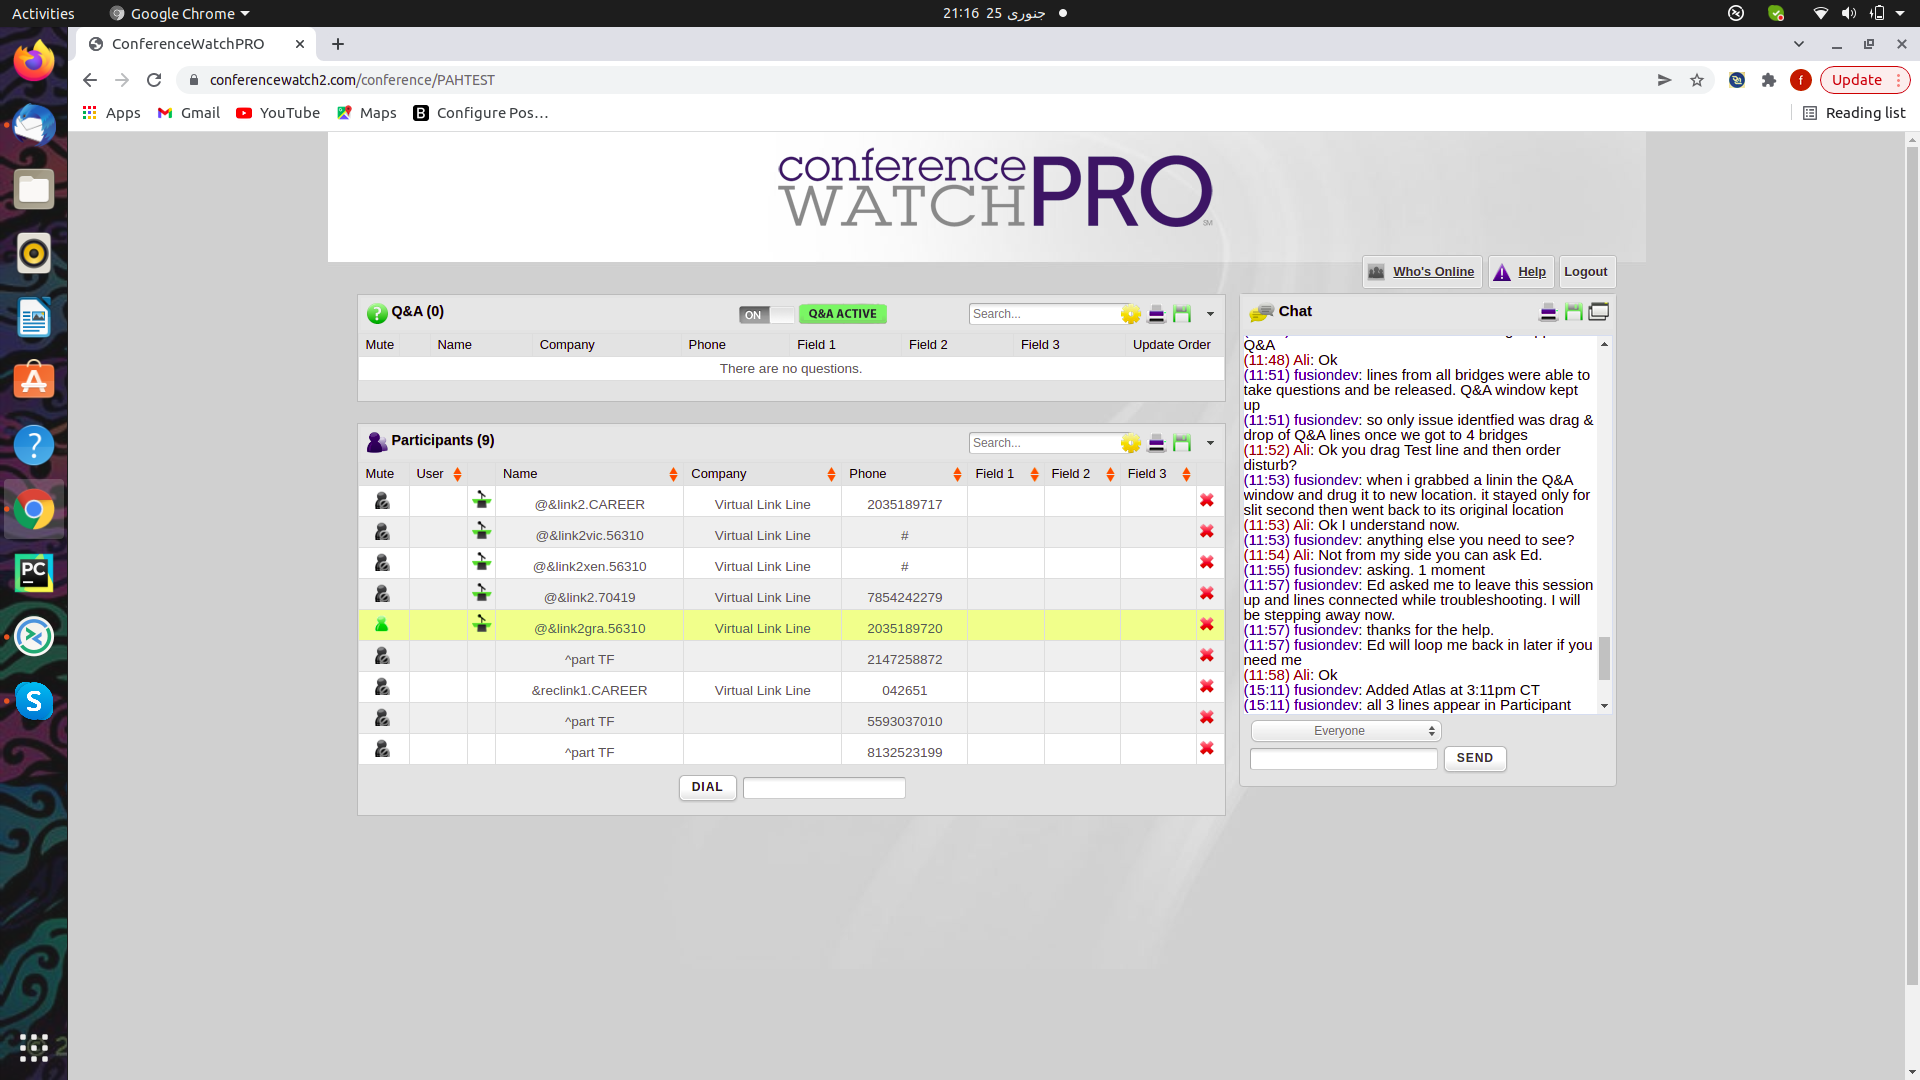 Activities
Google Chrome
21:16  25 جنوری
ConferenceWatchPRO
conferencewatch2.com/conference/PAHTEST
f
Update
Apps
Gmail
YouTube
Maps
B
Configure Pos…
Reading list
conference
WATCHPRO
SM
Who's Online
Help
Logout
Q&A (0)
ON
Q&A ACTIVE
Search...
Mute Name Company Phone Field 1 Field 2 Field 3 Update Order
There are no questions.
Participants (9)
Search...
Mute User Name Company Phone Field 1 Field 2 Field 3
@&link2.CAREER Virtual Link Line 2035189717
@&link2vic.56310 Virtual Link Line #
@&link2xen.56310 Virtual Link Line #
@&link2.70419 Virtual Link Line 7854242279
@&link2gra.56310 Virtual Link Line 2035189720
^part TF 2147258872
&reclink1.CAREER Virtual Link Line 042651
^part TF 5593037010
^part TF 8132523199
DIAL
Chat
Q&A
(11:48) Ali: Ok
(11:51) fusiondev: lines from all bridges were able to
take questions and be released. Q&A window kept
up
(11:51) fusiondev: so only issue identfied was drag &
drop of Q&A lines once we got to 4 bridges
(11:52) Ali: Ok you drag Test line and then order
disturb?
(11:53) fusiondev: when i grabbed a linin the Q&A
window and drug it to new location. it stayed only for
slit second then went back to its original location
(11:53) Ali: Ok I understand now.
(11:53) fusiondev: anything else you need to see?
(11:54) Ali: Not from my side you can ask Ed.
(11:55) fusiondev: asking. 1 moment
(11:57) fusiondev: Ed asked me to leave this session
up and lines connected while troubleshooting. I will
be stepping away now.
(11:57) fusiondev: thanks for the help.
(11:57) fusiondev: Ed will loop me back in later if you
need me
(11:58) Ali: Ok
(15:11) fusiondev: Added Atlas at 3:11pm CT
(15:11) fusiondev: all 3 lines appear in Participant
Everyone
SEND
PC